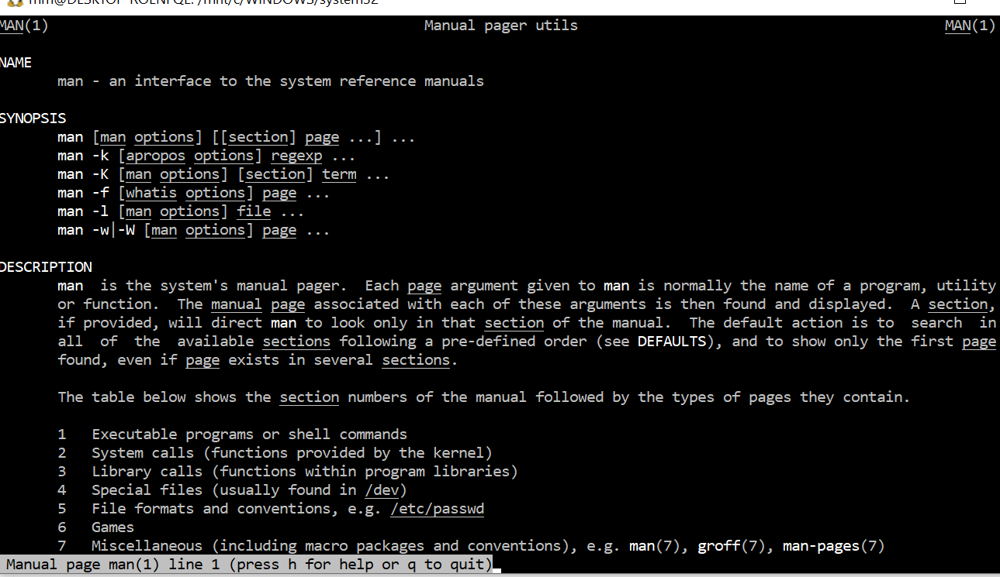 MAN(1) Manual pager utils MAN(1)
NAME
man - an interface to the system reference manuals
SYNOPSIS
man [man options] [[section] page ...] ...
man -k [apropos options] regexp ...
man -K [man options] [section] term ...
man -f [whatis options] page ...
man -l [man options] file ...
man -w|-W [man options] page ...
DESCRIPTION
man is the system's manual pager. Each page argument given to man is normally the name of a program, utility
or function. The manual page associated with each of these arguments is then found and displayed. A section,
if provided, will direct man to look only in that section of the manual. The default action is to search in
all of the available sections following a pre-defined order (see DEFAULTS), and to show only the first page
found, even if page exists in several sections.
The table below shows the section numbers of the manual followed by the types of pages they contain.
1 Executable programs or shell commands
2 System calls (functions provided by the kernel)
3 Library calls (functions within program libraries)
4 Special files (usually found in /dev)
5 File formats and conventions, e.g. /etc/passwd
6 Games
7 Miscellaneous (including macro packages and conventions), e.g. man(7), groff(7), man-pages(7)
Manual page man(1) line 1 (press h for help or q to quit)